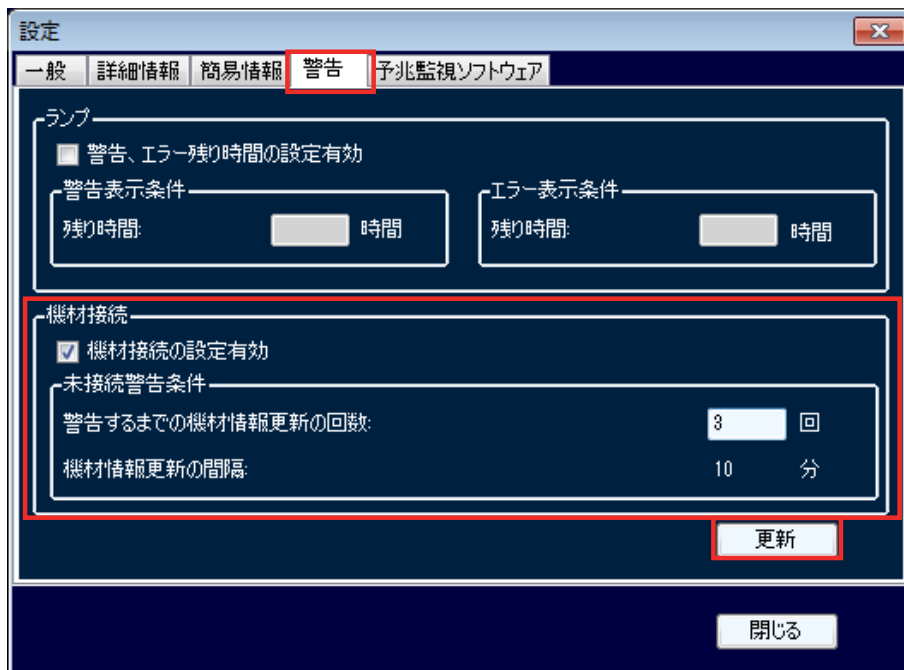 設定
一般 詳細情報 簡易情報 警告 予兆監視ソフトウェア
ランプ
警告、エラー残り時間の設定有効
警告表示条件 エラー表示条件
残り時間: 時間 残り時間: 時間
機材接続
機材接続の設定有効
未接続警告条件
警告するまでの機材情報更新の回数: 3 回
機材情報更新の間隔: 10 分
更新
閉じる